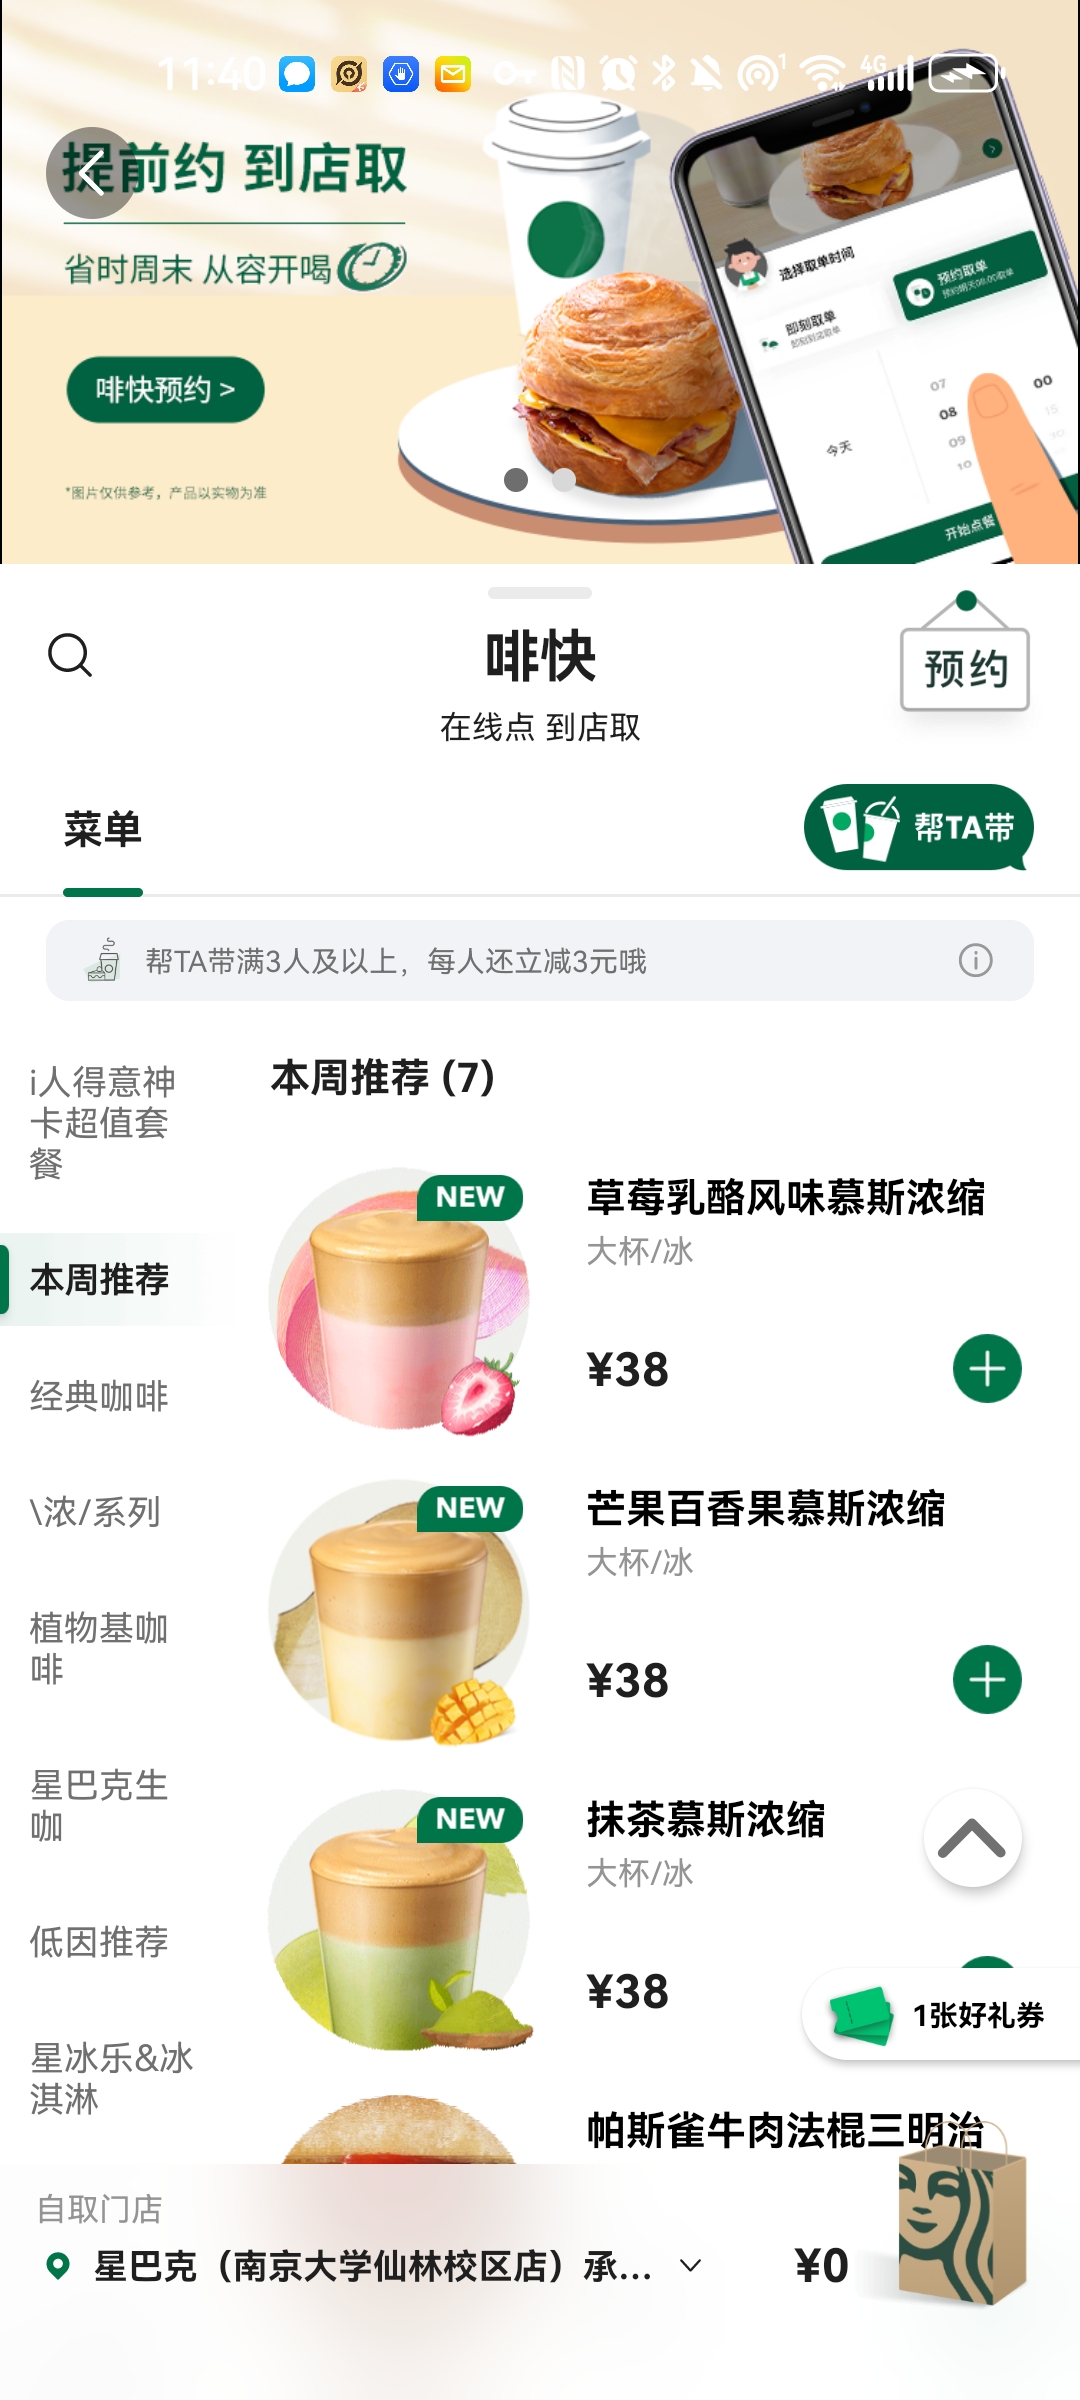 11:40
4G
提前约 到店取
省时周末 从容开喝
啡快预约 >
*图片仅供参考，产品以实物为准
选择取单时间
即刻取单
预约取单
07
08
09
10
00
15
今天
开始点餐
啡快
在线点 到店取
预约
菜单
帮TA带
帮TA带满3人及以上，每人还立减3元哦
i人得意神
卡超值套
餐
本周推荐
经典咖啡
\浓/系列
植物基咖
啡
星巴克生
咖
低因推荐
星冰乐&冰
淇淋
本周推荐 (7)
NEW
草莓乳酪风味慕斯浓缩
大杯/冰
¥38
NEW
芒果百香果慕斯浓缩
大杯/冰
¥38
NEW
抹茶慕斯浓缩
大杯/冰
¥38
1张好礼券
帕斯雀牛肉法棍三明治
自取门店
星巴克（南京大学仙林校区店）承...
¥0